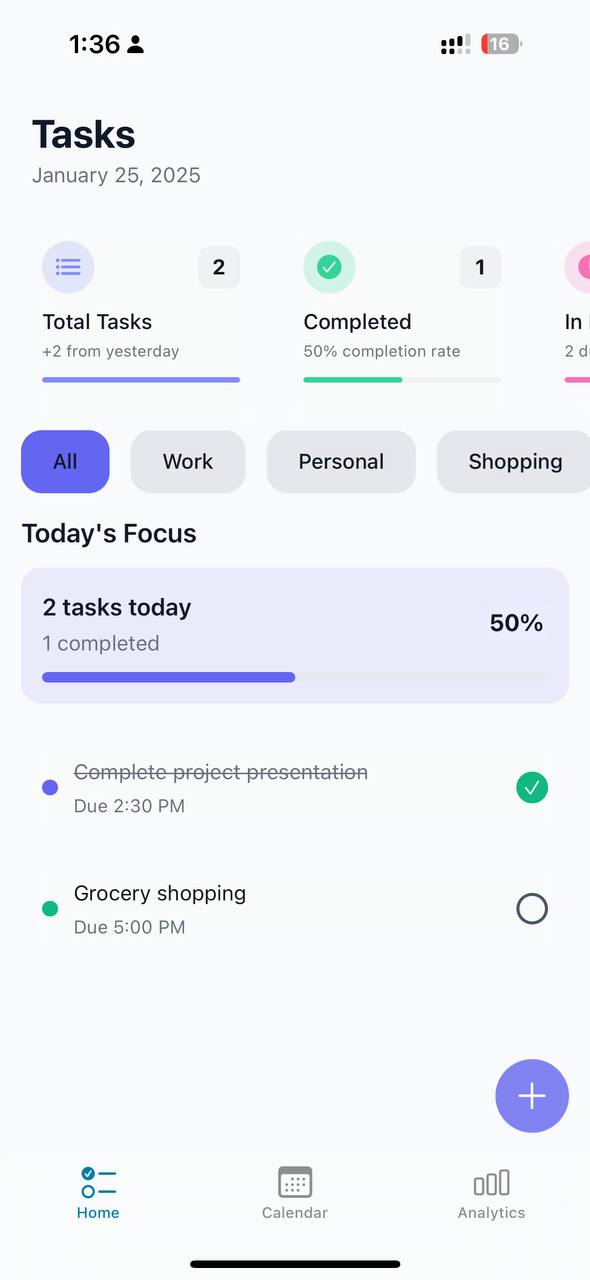 1:36
16
Tasks
January 25, 2025
2
1
Total Tasks
Completed
In
+2 from yesterday
50% completion rate
2 d
All
Work
Personal
Shopping
Today's Focus
2 tasks today
50%
1 completed
Complete project presentation
Due 2:30 PM
Grocery shopping
Due 5:00 PM
Home
Calendar
Analytics